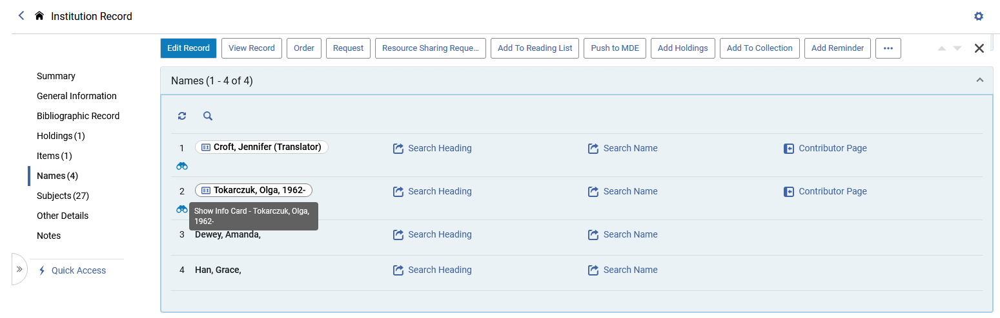 Institution Record
Edit Record View Record Order Request Resource Sharing Reque... Add To Reading List Push to MDE Add Holdings Add To Collection Add Reminder ...
Summary
General Information
Bibliographic Record
Holdings (1)
Items (1)
Names (4)
Subjects (27)
Other Details
Notes
Quick Access
Names (1 - 4 of 4)
1 Croft, Jennifer (Translator) Search Heading Search Name Contributor Page
2 Tokarczuk, Olga, 1962- Search Heading Search Name Contributor Page
Show Info Card - Tokarczuk, Olga,
1962-
3 Dewey, Amanda, Search Heading Search Name
4 Han, Grace, Search Heading Search Name